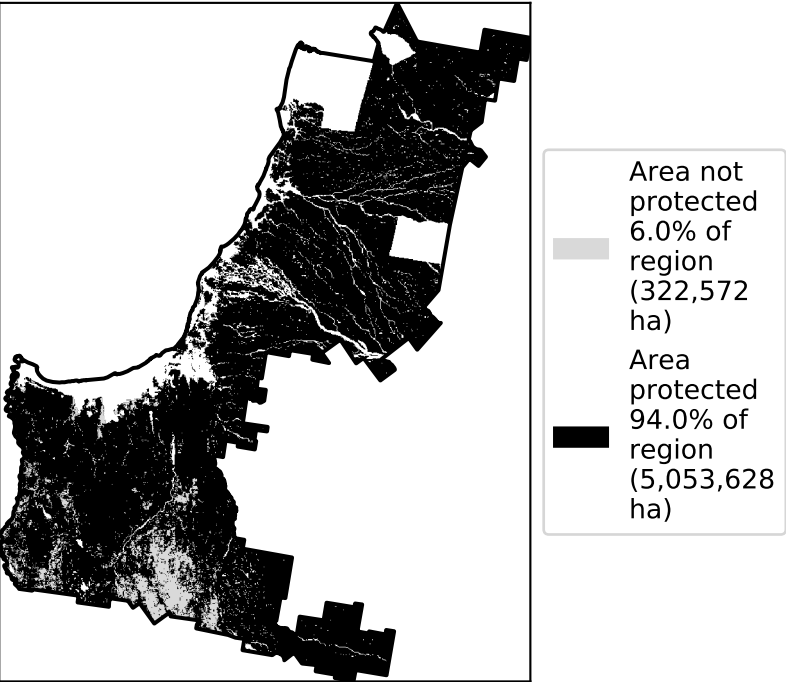 Area not
protected
6.0% of
region
(322,572
ha)
Area
protected
94.0% of
region
(5,053,628
ha)